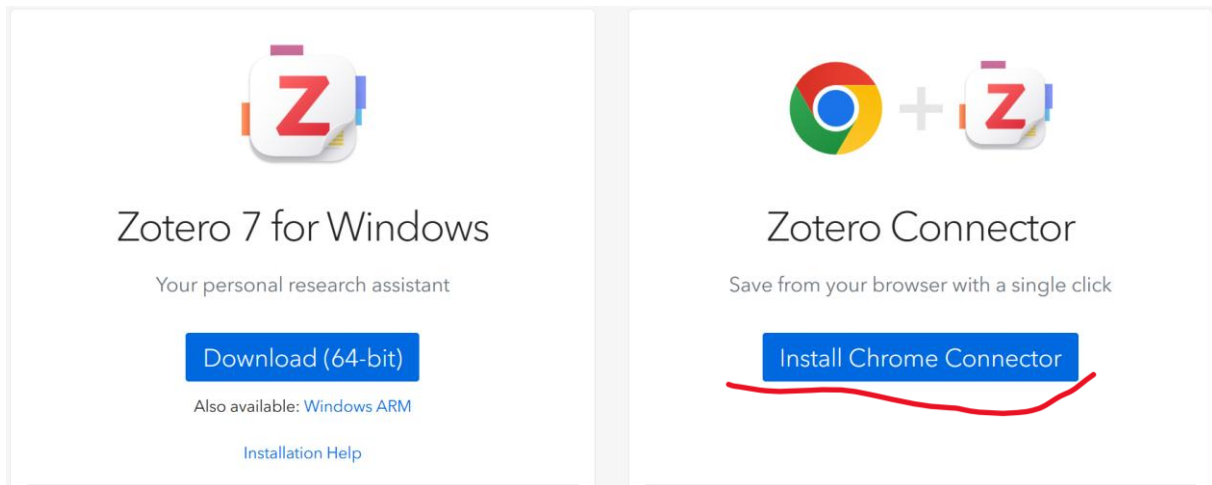 Zotero 7 for Windows
Your personal research assistant
Download (64-bit)
Also available: Windows ARM
Installation Help
Zotero Connector
Save from your browser with a single click
Install Chrome Connector